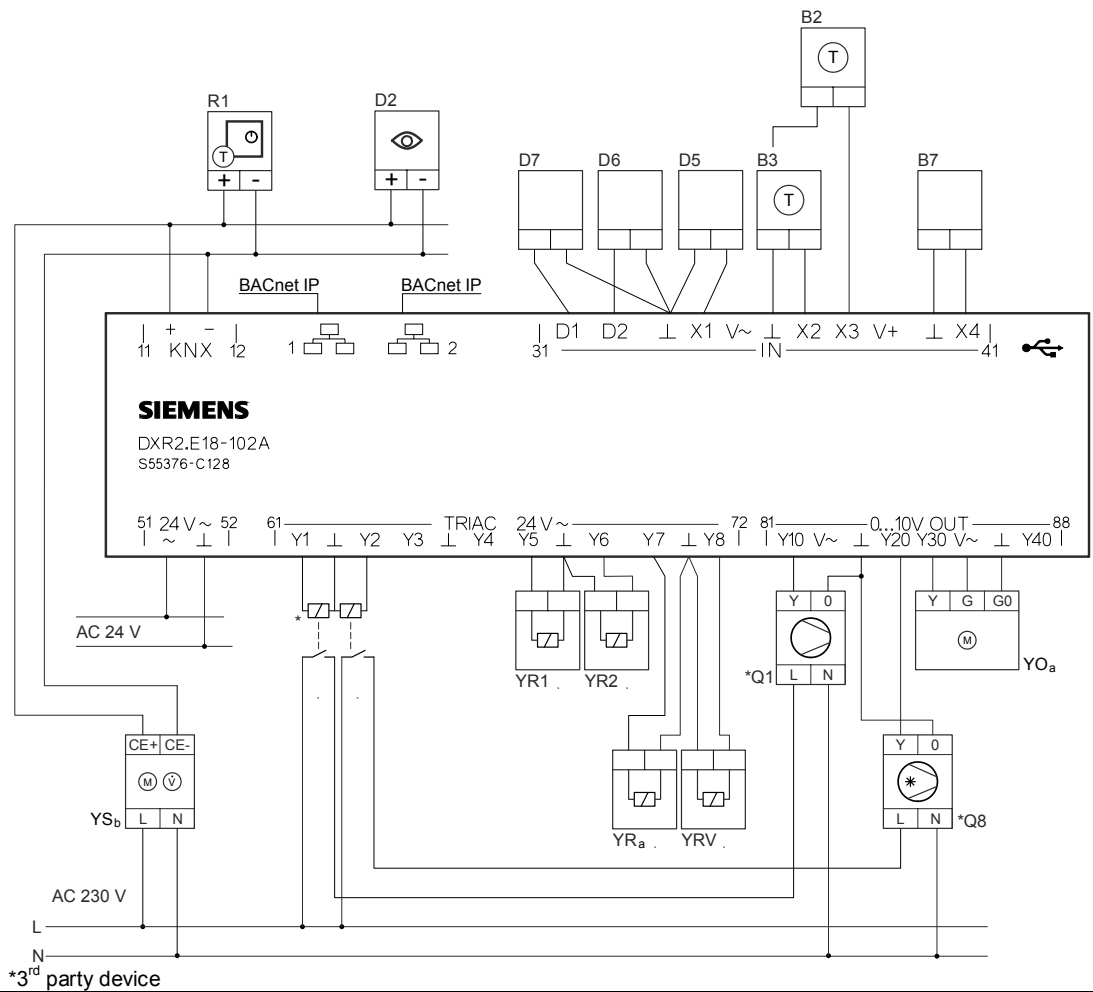 B2
T
R1
D2
T
+ -
+ -
D7
D6
D5
B3
B7
T
BACnet IP
BACnet IP
11 + KNX - 12
1
2
31 D1 D2 ⊥ X1 V~ ⊥ X2 X3 V+ ⊥ X4 41
IN
SIEMENS
DXR2.E18-102A
S55376-C128
51 24 V ~ 52
61 TRIAC 24 V ~ 72
81 0...10V OUT 88
~ ⊥
Y1 ⊥ Y2 Y3 ⊥ Y4 Y5 ⊥ Y6 Y7 ⊥ Y8
Y10 V~ ⊥ Y20 Y30 V~ ⊥ Y40
Y 0
Y G G0
*
AC 24 V
M
YOa
L N
*Q1
YR1 .
YR2 .
CE+ CE-
Y 0
M V̇
YSb
L N
L N
*Q8
YRa .
YRV .
AC 230 V
L
N
*3rd party device